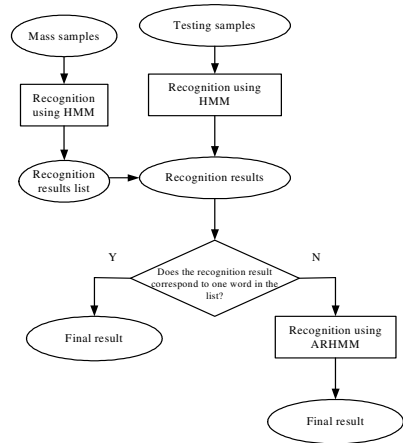 Mass samples
Testing samples
Recognition
using HMM
Recognition using
HMM
Recognition
results list
Recognition results
Y
N
Does the recognition result
correspond to one word in the
list?
Final result
Recognition using
ARHMM
Final result